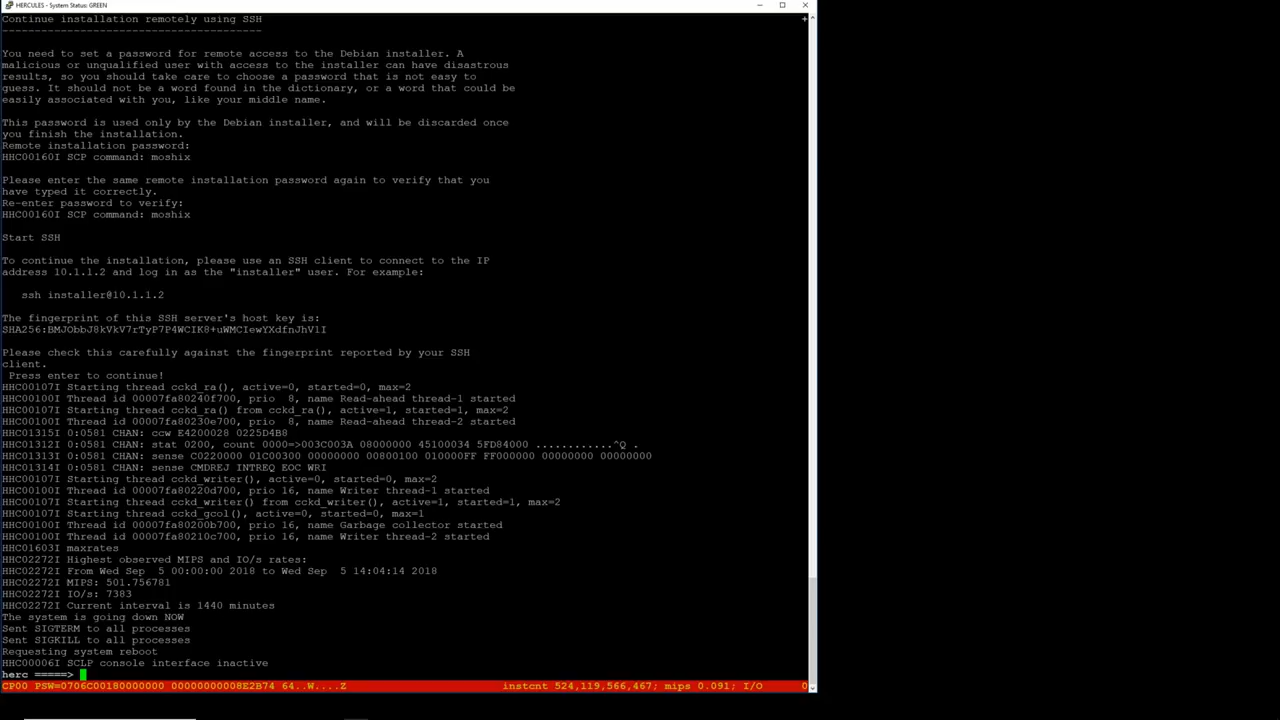 HERCULES - System Status: GREEN
Continue installation remotely using SSH
----------------------------------------
You need to set a password for remote access to the Debian installer. A
malicious or unqualified user with access to the installer can have disastrous
results, so you should take care to choose a password that is not easy to
guess. It should not be a word found in the dictionary, or a word that could be
easily associated with you, like your middle name.
This password is used only by the Debian installer, and will be discarded once
you finish the installation.
Remote installation password:
HHC00160I SCP command: moshix
Please enter the same remote installation password again to verify that you
have typed it correctly.
Re-enter password to verify:
HHC00160I SCP command: moshix
Start SSH
To continue the installation, please use an SSH client to connect to the IP
address 10.1.1.2 and log in as the "installer" user. For example:
ssh installer@10.1.1.2
The fingerprint of this SSH server's host key is:
SHA256:BMJObbJ8kVkV7rTyP7P4WCIK8+uWMCIewYXdfnJhV1I
Please check this carefully against the fingerprint reported by your SSH
client.
Press enter to continue!
HHC00107I Starting thread cckd_ra(), active=0, started=0, max=2
HHC00100I Thread id 00007fa80240f700, prio  8, name Read-ahead thread-1 started
HHC00107I Starting thread cckd_ra() from cckd_ra(), active=1, started=1, max=2
HHC00100I Thread id 00007fa80230e700, prio  8, name Read-ahead thread-2 started
HHC01315I 0:0581 CHAN: ccw E4200028 0225D4B8
HHC01312I 0:0581 CHAN: stat 0200, count 0000=>003C003A 08000000 45100034 5FD84000 ............^Q .
HHC01313I 0:0581 CHAN: sense C0220000 01C00300 00000000 00800100 010000FF FF000000 00000000 00000000
HHC01314I 0:0581 CHAN: sense CMDREJ INTREQ EOC WRI
HHC00107I Starting thread cckd_writer(), active=0, started=0, max=2
HHC00100I Thread id 00007fa80220d700, prio 16, name Writer thread-1 started
HHC00107I Starting thread cckd_writer() from cckd_writer(), active=1, started=1, max=2
HHC00107I Starting thread cckd_gcol(), active=0, started=0, max=1
HHC00100I Thread id 00007fa80200b700, prio 16, name Garbage collector started
HHC00100I Thread id 00007fa80210c700, prio 16, name Writer thread-2 started
HHC01603I maxrates
HHC02272I Highest observed MIPS and IO/s rates:
HHC02272I From Wed Sep  5 00:00:00 2018 to Wed Sep  5 14:04:14 2018
HHC02272I MIPS: 501.756781
HHC02272I IO/s: 7383
HHC02272I Current interval is 1440 minutes
The system is going down NOW
Sent SIGTERM to all processes
Sent SIGKILL to all processes
Requesting system reboot
HHC00006I SCLP console interface inactive
herc =====>
CP00 PSW=0706C00180000000 00000000008E2B74 64..W....Z instcnt 524,119,566,467; mips 0.091; I/O 0